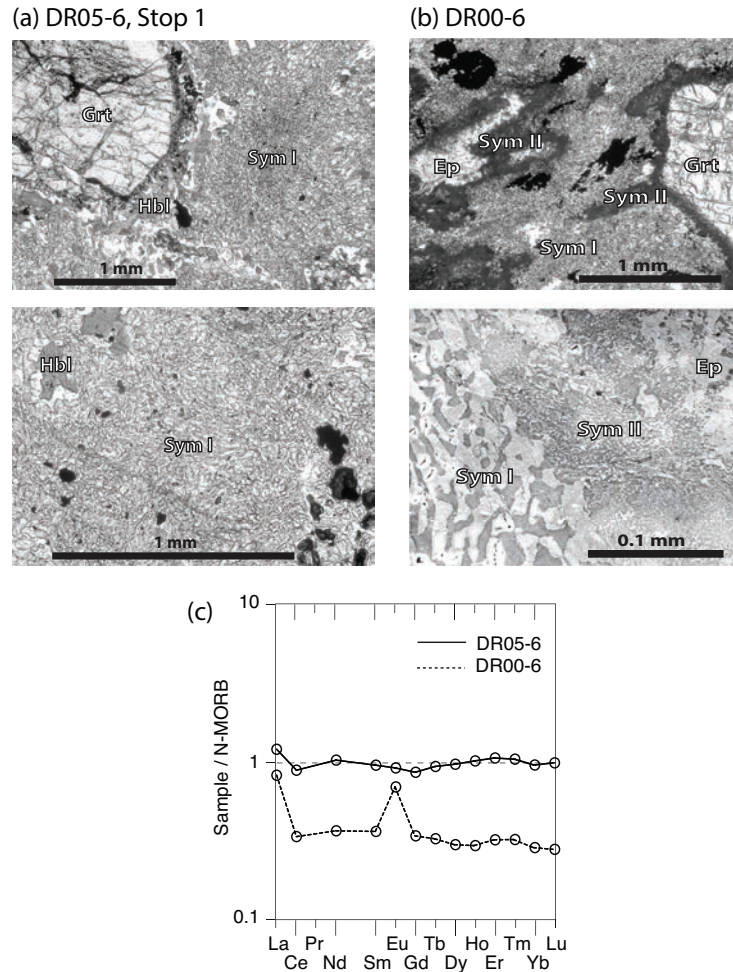 (a) DR05-6, Stop 1
(b) DR00-6
Grt
Sym I
Hbl
1 mm
Sym II
Ep
Grt
Sym II
Sym I
1 mm
Hbl
Sym I
1 mm
Ep
Sym II
Sym I
0.1 mm
(c)
10
DR05-6
DR00-6
Sample / N-MORB
1
0.1
La Pr Eu Tb Ho Tm Lu
Ce Nd Sm Gd Dy Er Yb